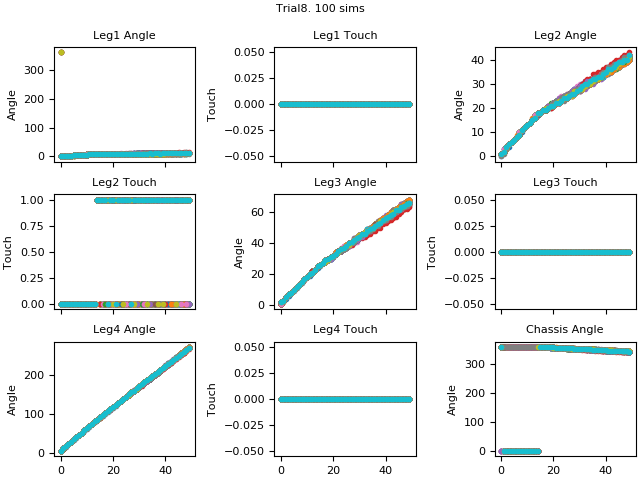 Trial8. 100 sims
Leg1 Angle
Leg1 Touch
Leg2 Angle
Angle
300
200
100
0
Touch
0.050
0.025
0.000
−0.025
−0.050
Angle
40
30
20
10
0
Leg2 Touch
Leg3 Angle
Leg3 Touch
Touch
1.00
0.75
0.50
0.25
0.00
Angle
60
40
20
0
Touch
0.050
0.025
0.000
−0.025
−0.050
Leg4 Angle
Leg4 Touch
Chassis Angle
Angle
200
100
0
Touch
0.050
0.025
0.000
−0.025
−0.050
Angle
300
200
100
0
0 20 40
0 20 40
0 20 40